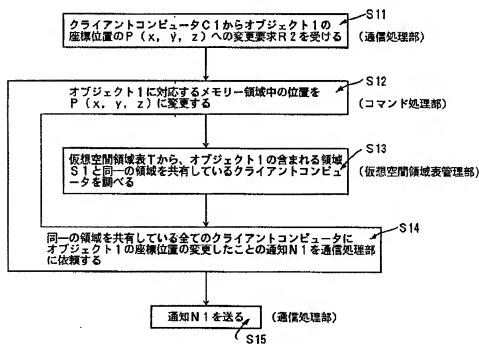 S11
クライアントコンピュータC1からオブジェクト1の
座標位置のP(x,y,z)への変更要求R2を受ける
(通信処理部)
S12
オブジェクト1に対応するメモリー領域中の位置を
P(x,y,z)に変更する
(コマンド処理部)
S13
仮想空間領域表Tから、オブジェクト1の含まれる領域
S1と同一の領域を共有しているクライアントコンピュ
ータを調べる
(仮想空間領域表管理部)
S14
同一の領域を共有している全てのクライアントコンピュータに
オブジェクト1の座標位置の変更したことの通知N1を通信処理部
に依頼する
通知N1を送る
(通信処理部)
S15